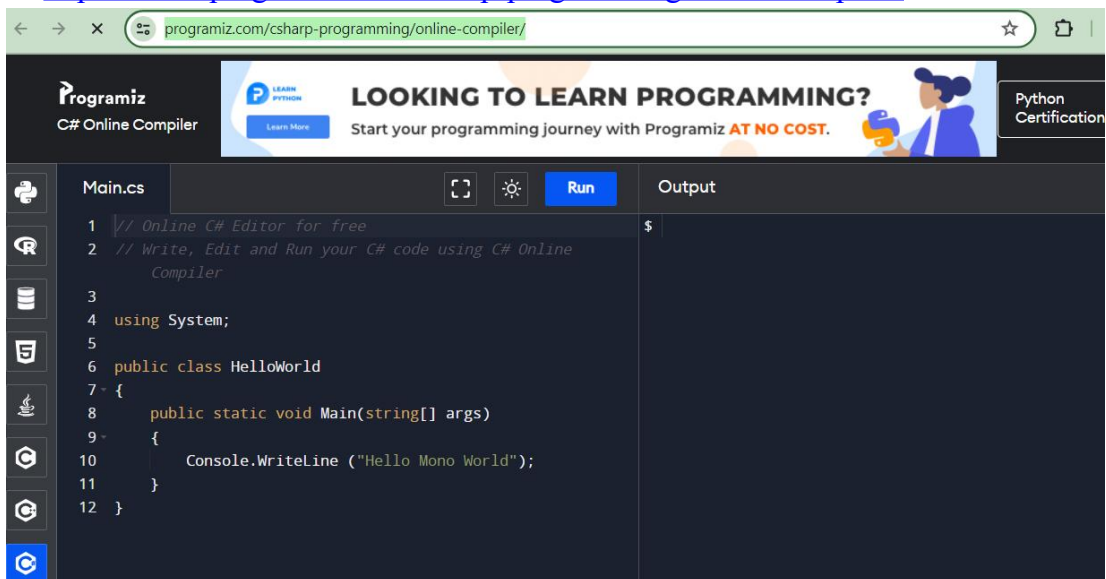 programiz.com/csharp-programming/online-compiler/
Programiz
C# Online Compiler
LEARN
PYTHON
Learn More
LOOKING TO LEARN PROGRAMMING?
Start your programming journey with Programiz AT NO COST.
Python
Certification
Main.cs
Run
Output
1 // Online C# Editor for free
2 // Write, Edit and Run your C# code using C# Online
Compiler
3
4 using System;
5
6 public class HelloWorld
7 {
8 public static void Main(string[] args)
9 {
10 Console.WriteLine ("Hello Mono World");
11 }
12 }
$